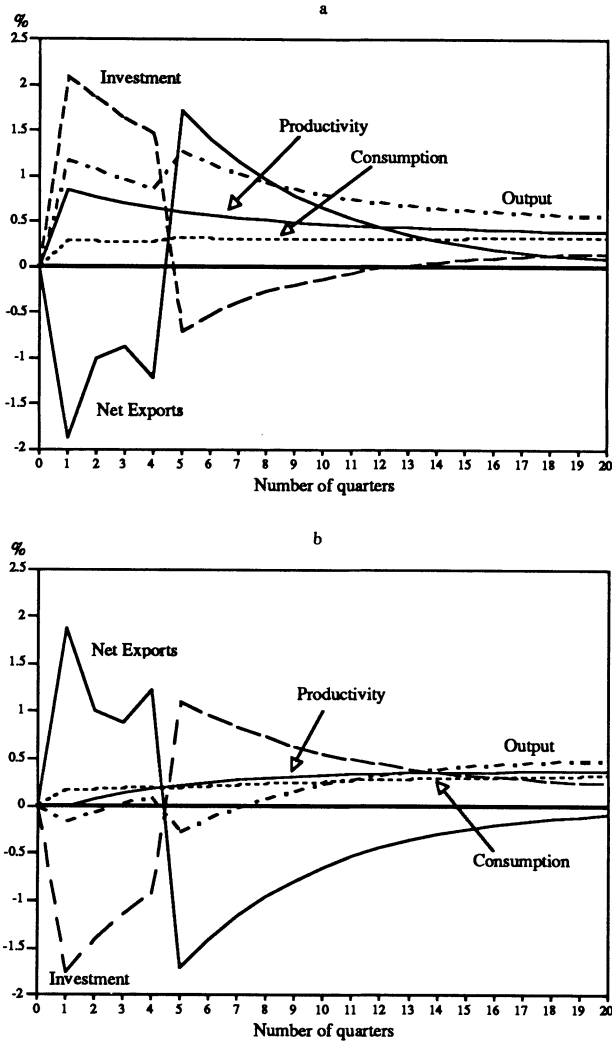 a
%
2.5
2
1.5
1
0.5
0
-0.5
-1
-1.5
-2
Investment
Productivity
Consumption
Output
Net Exports
0 1 2 3 4 5 6 7 8 9 10 11 12 13 14 15 16 17 18 19 20
Number of quarters
b
%
2.5
2
1.5
1
0.5
0
-0.5
-1
-1.5
-2
Net Exports
Productivity
Output
Consumption
Investment
0 1 2 3 4 5 6 7 8 9 10 11 12 13 14 15 16 17 18 19 20
Number of quarters